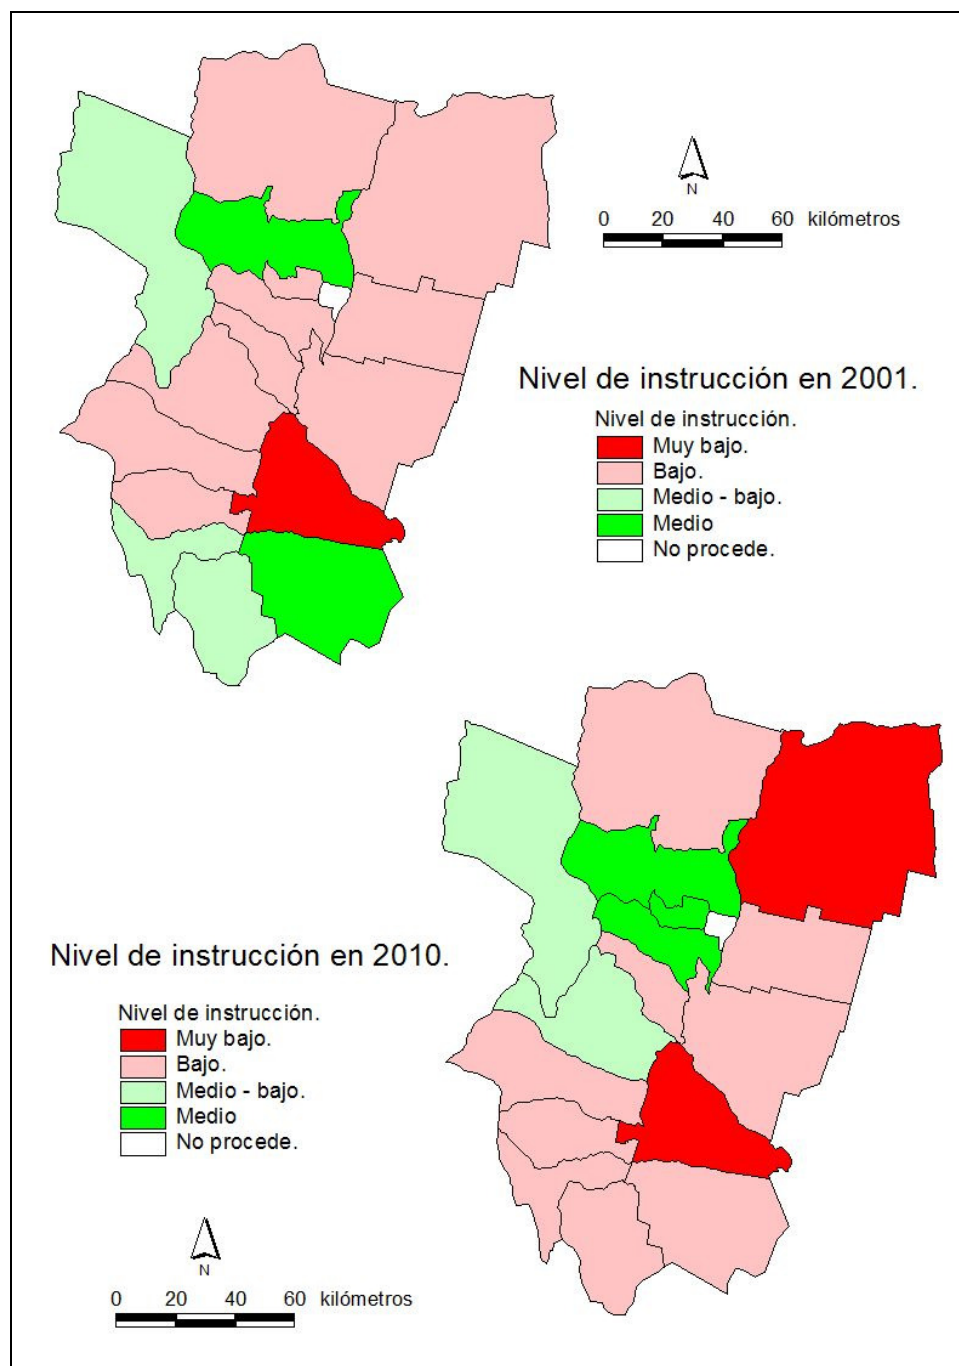 N
0 20 40 60 kilómetros
Nivel de instrucción en 2001.
Nivel de instrucción.
Muy bajo.
Bajo.
Medio - bajo.
Medio
No procede.
Nivel de instrucción en 2010.
Nivel de instrucción.
Muy bajo.
Bajo.
Medio - bajo.
Medio
No procede.
N
0 20 40 60 kilómetros